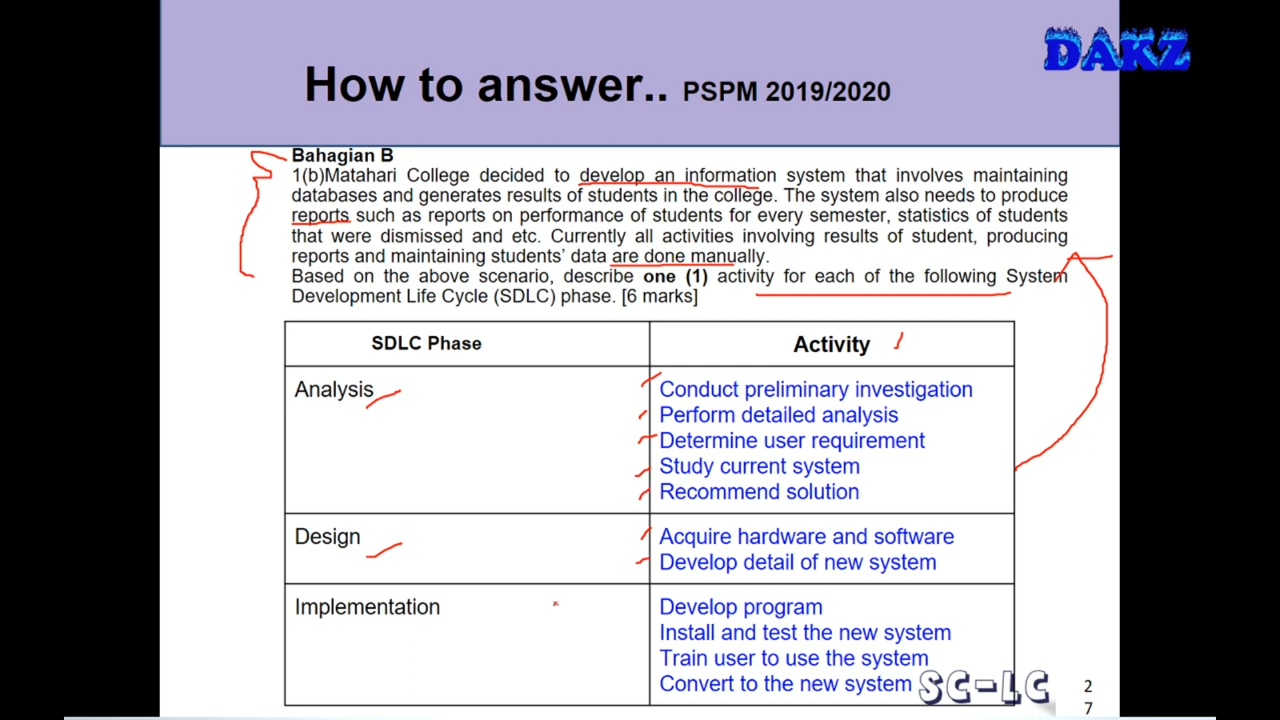 DAKZ
How to answer.. PSPM 2019/2020
Bahagian B
1(b)Matahari College decided to develop an information system that involves maintaining
databases and generates results of students in the college. The system also needs to produce
reports such as reports on performance of students for every semester, statistics of students
that were dismissed and etc. Currently all activities involving results of student, producing
reports and maintaining students' data are done manually.
Based on the above scenario, describe one (1) activity for each of the following System
Development Life Cycle (SDLC) phase. [6 marks]
SDLC Phase
Activity
Analysis
Conduct preliminary investigation
Perform detailed analysis
Determine user requirement
Study current system
Recommend solution
Design
Acquire hardware and software
Develop detail of new system
Implementation
Develop program
Install and test the new system
Train user to use the system
Convert to the new system
SC-LC
2
7